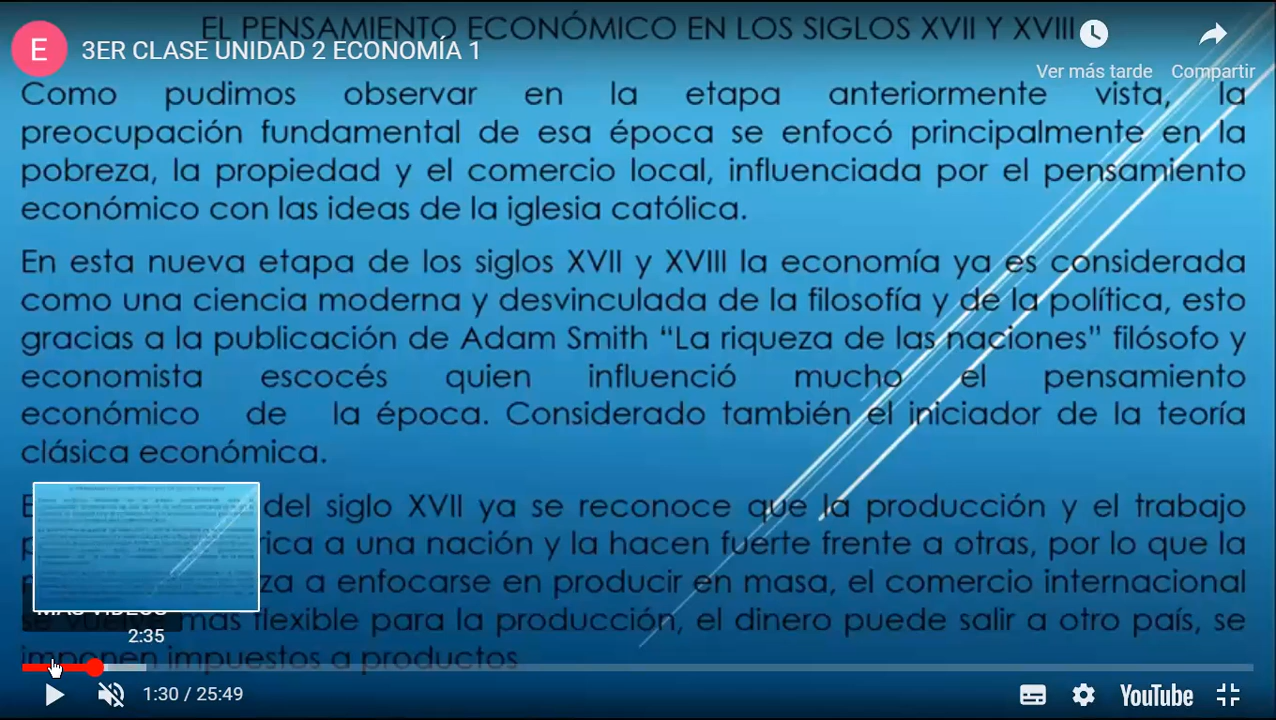 EL PENSAMIENTO ECONÓMICO EN LOS SIGLOS XVII Y XVIII
E 3ER CLASE UNIDAD 2 ECONOMÍA 1
Ver más tarde Compartir
Como pudimos observar en la etapa anteriormente vista, la
preocupación fundamental de esa época se enfocó principalmente en la
pobreza, la propiedad y el comercio local, influenciada por el pensamiento
económico con las ideas de la iglesia católica.
En esta nueva etapa de los siglos XVII y XVIII la economía ya es considerada
como una ciencia moderna y desvinculada de la filosofía y de la política, esto
gracias a la publicación de Adam Smith “La riqueza de las naciones” filósofo y
economista escocés quien influenció mucho el pensamiento
económico de la época. Considerado también el iniciador de la teoría
clásica económica.
del siglo XVII ya se reconoce que la producción y el trabajo
a una nación y la hacen fuerte frente a otras, por lo que la
a enfocarse en producir en masa, el comercio internacional
MÁS VÍDEOS
se vuelve más flexible para la producción, el dinero puede salir a otro país, se
2:35
imponen impuestos a productos
1:30 / 25:49
YouTube